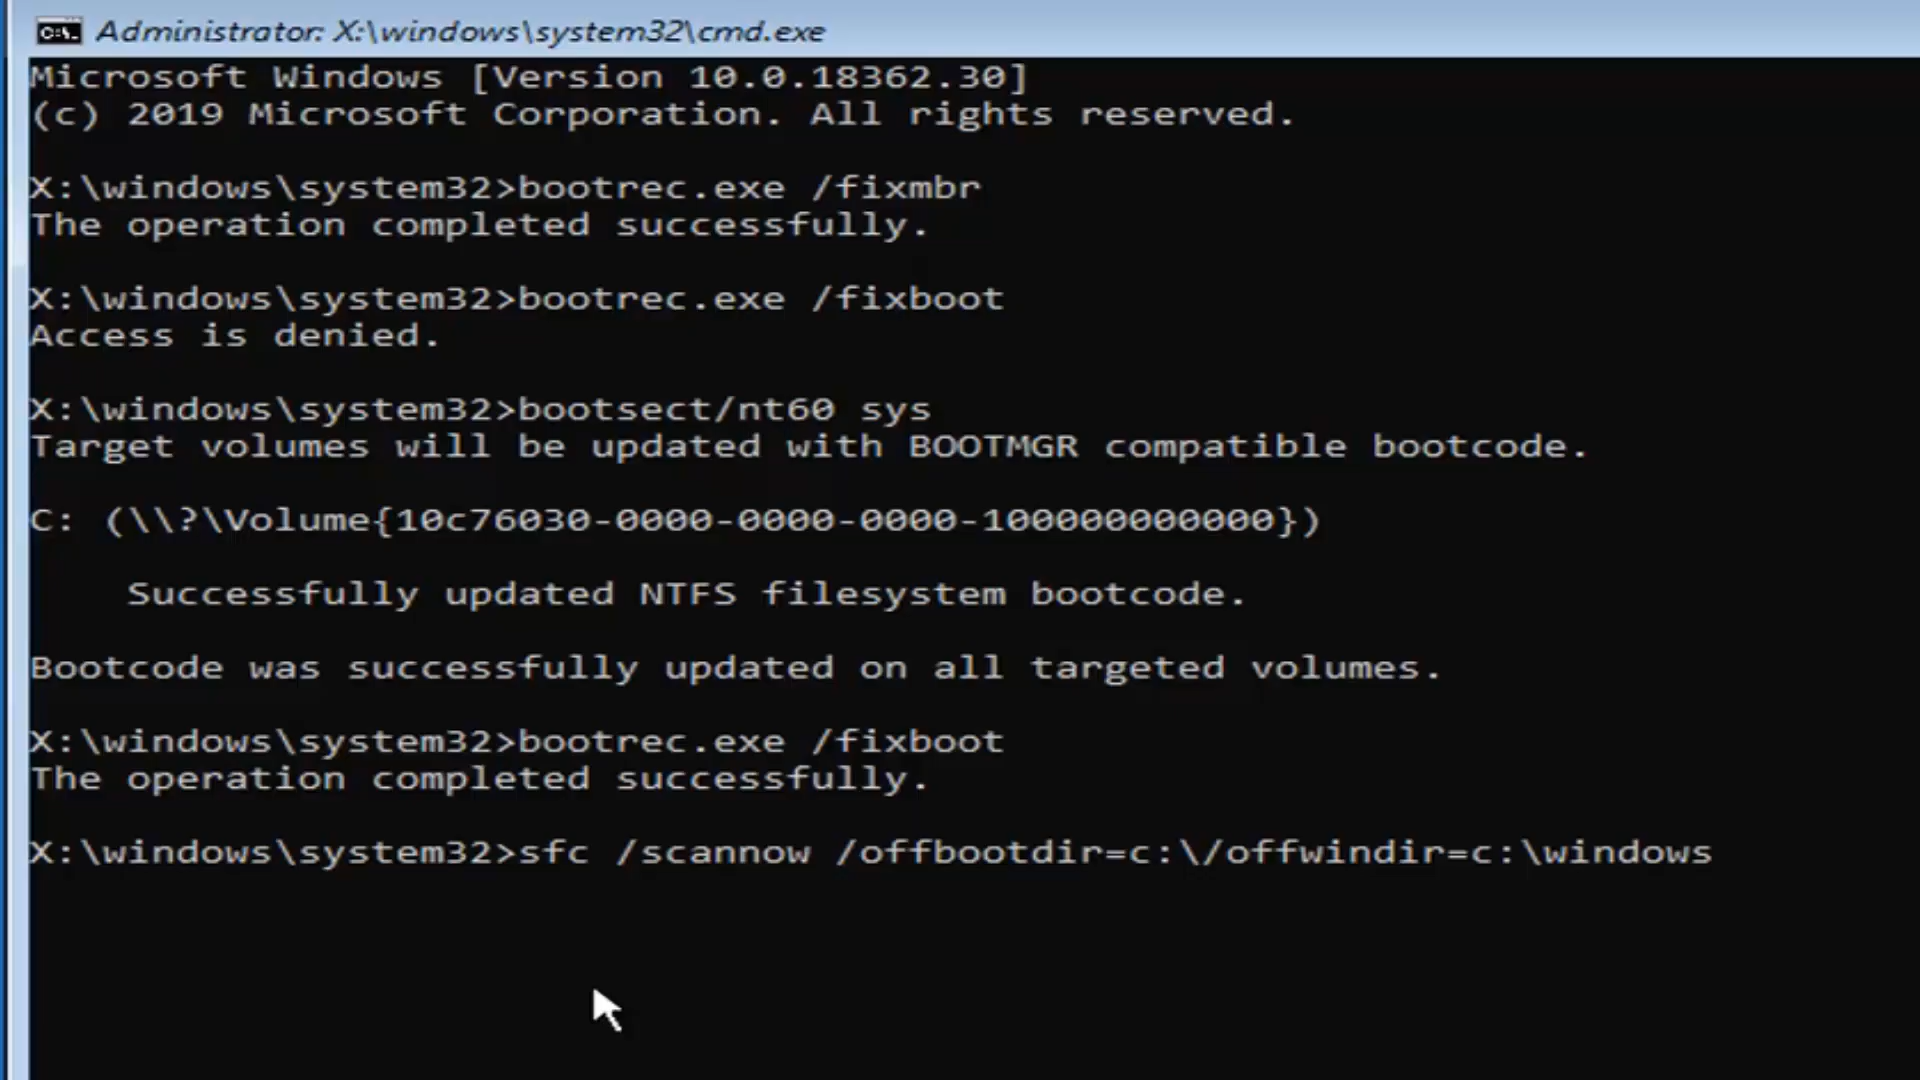 Administrator: X:\windows\system32\cmd.exe
Microsoft Windows [Version 10.0.18362.30]
(c) 2019 Microsoft Corporation. All rights reserved.
X:\windows\system32>bootrec.exe /fixmbr
The operation completed successfully.
X:\windows\system32>bootrec.exe /fixboot
Access is denied.
X:\windows\system32>bootsect/nt60 sys
Target volumes will be updated with BOOTMGR compatible bootcode.
C: (\\?\Volume{10c76030-0000-0000-0000-100000000000})
Successfully updated NTFS filesystem bootcode.
Bootcode was successfully updated on all targeted volumes.
X:\windows\system32>bootrec.exe /fixboot
The operation completed successfully.
X:\windows\system32>sfc /scannow /offbootdir=c:\/offwindir=c:\windows